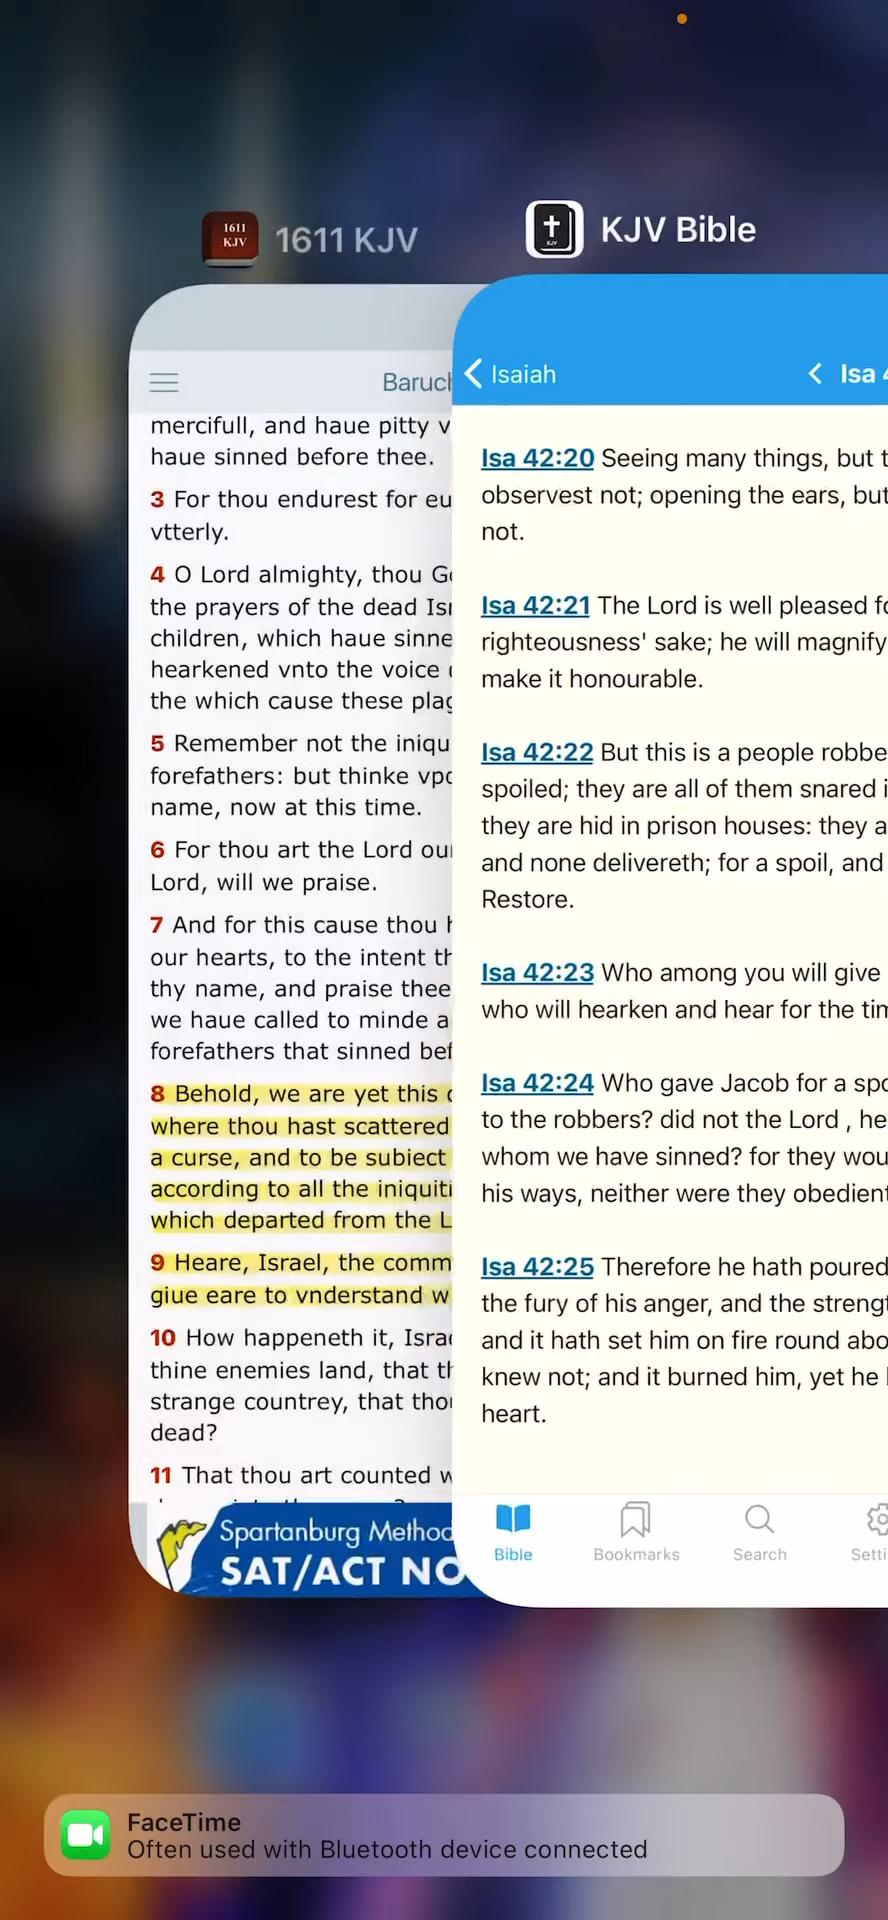 1611 KJV
1611
KJV
Baruch
mercifull, and haue pitty v
haue sinned before thee.
3 For thou endurest for eu
vtterly.
4 O Lord almighty, thou G
the prayers of the dead Isr
children, which haue sinne
hearkened vnto the voice
the which cause these plag
5 Remember not the iniqu
forefathers: but thinke vpo
name, now at this time.
6 For thou art the Lord our
Lord, will we praise.
7 And for this cause thou h
our hearts, to the intent th
thy name, and praise thee
we haue called to minde a
forefathers that sinned bef
8 Behold, we are yet this
where thou hast scattered
a curse, and to be subiect
according to all the iniquiti
which departed from the L
9 Heare, Israel, the comm
giue eare to vnderstand w
10 How happeneth it, Israe
thine enemies land, that th
strange countrey, that tho
dead?
11 That thou art counted w
Spartanburg Method
SAT/ACT NO
KJV Bible
KJV
Isaiah
Isa 4
Isa 42:20 Seeing many things, but t
observest not; opening the ears, but
not.
Isa 42:21 The Lord is well pleased fo
righteousness' sake; he will magnify
make it honourable.
Isa 42:22 But this is a people robbe
spoiled; they are all of them snared i
they are hid in prison houses: they a
and none delivereth; for a spoil, and
Restore.
Isa 42:23 Who among you will give
who will hearken and hear for the tim
Isa 42:24 Who gave Jacob for a spo
to the robbers? did not the Lord , he
whom we have sinned? for they wou
his ways, neither were they obedient
Isa 42:25 Therefore he hath poured
the fury of his anger, and the strengt
and it hath set him on fire round abo
knew not; and it burned him, yet he
heart.
Bible
Bookmarks
Search
Setti
FaceTime
Often used with Bluetooth device connected